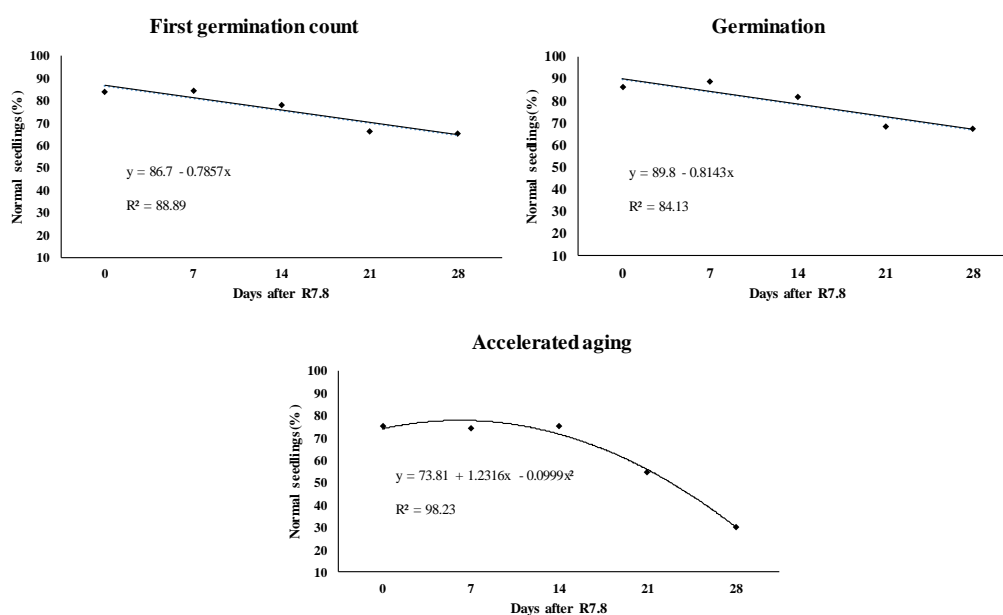 First germination count
100
90
80
70
60
50
40
30
20
10
Normal seedlings (%)
y = 86.7 - 0.7857x
R² = 88.89
0 7 14 21 28
Days after R7.8
Germination
100
90
80
70
60
50
40
30
20
10
Normal seedlings (%)
y = 89.8 - 0.8143x
R² = 84.13
0 7 14 21 28
Days after R7.8
Accelerated aging
100
90
80
70
60
50
40
30
20
10
Normal seedlings (%)
y = 73.81 + 1.2316x - 0.0999x²
R² = 98.23
0 7 14 21 28
Days after R7.8